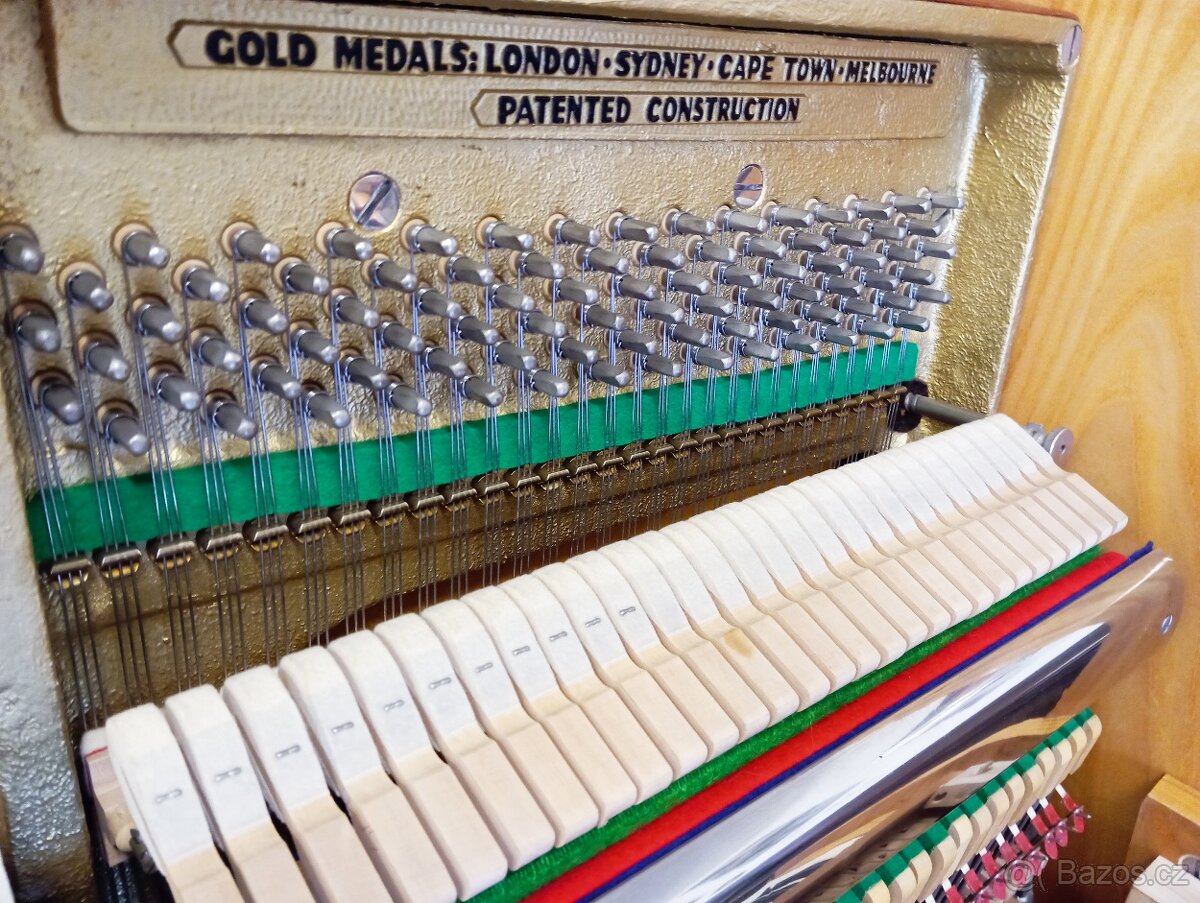 GOLD MEDALS: LONDON · SYDNEY · CAPE TOWN · MELBOURNE
PATENTED CONSTRUCTION
Bazos.cz